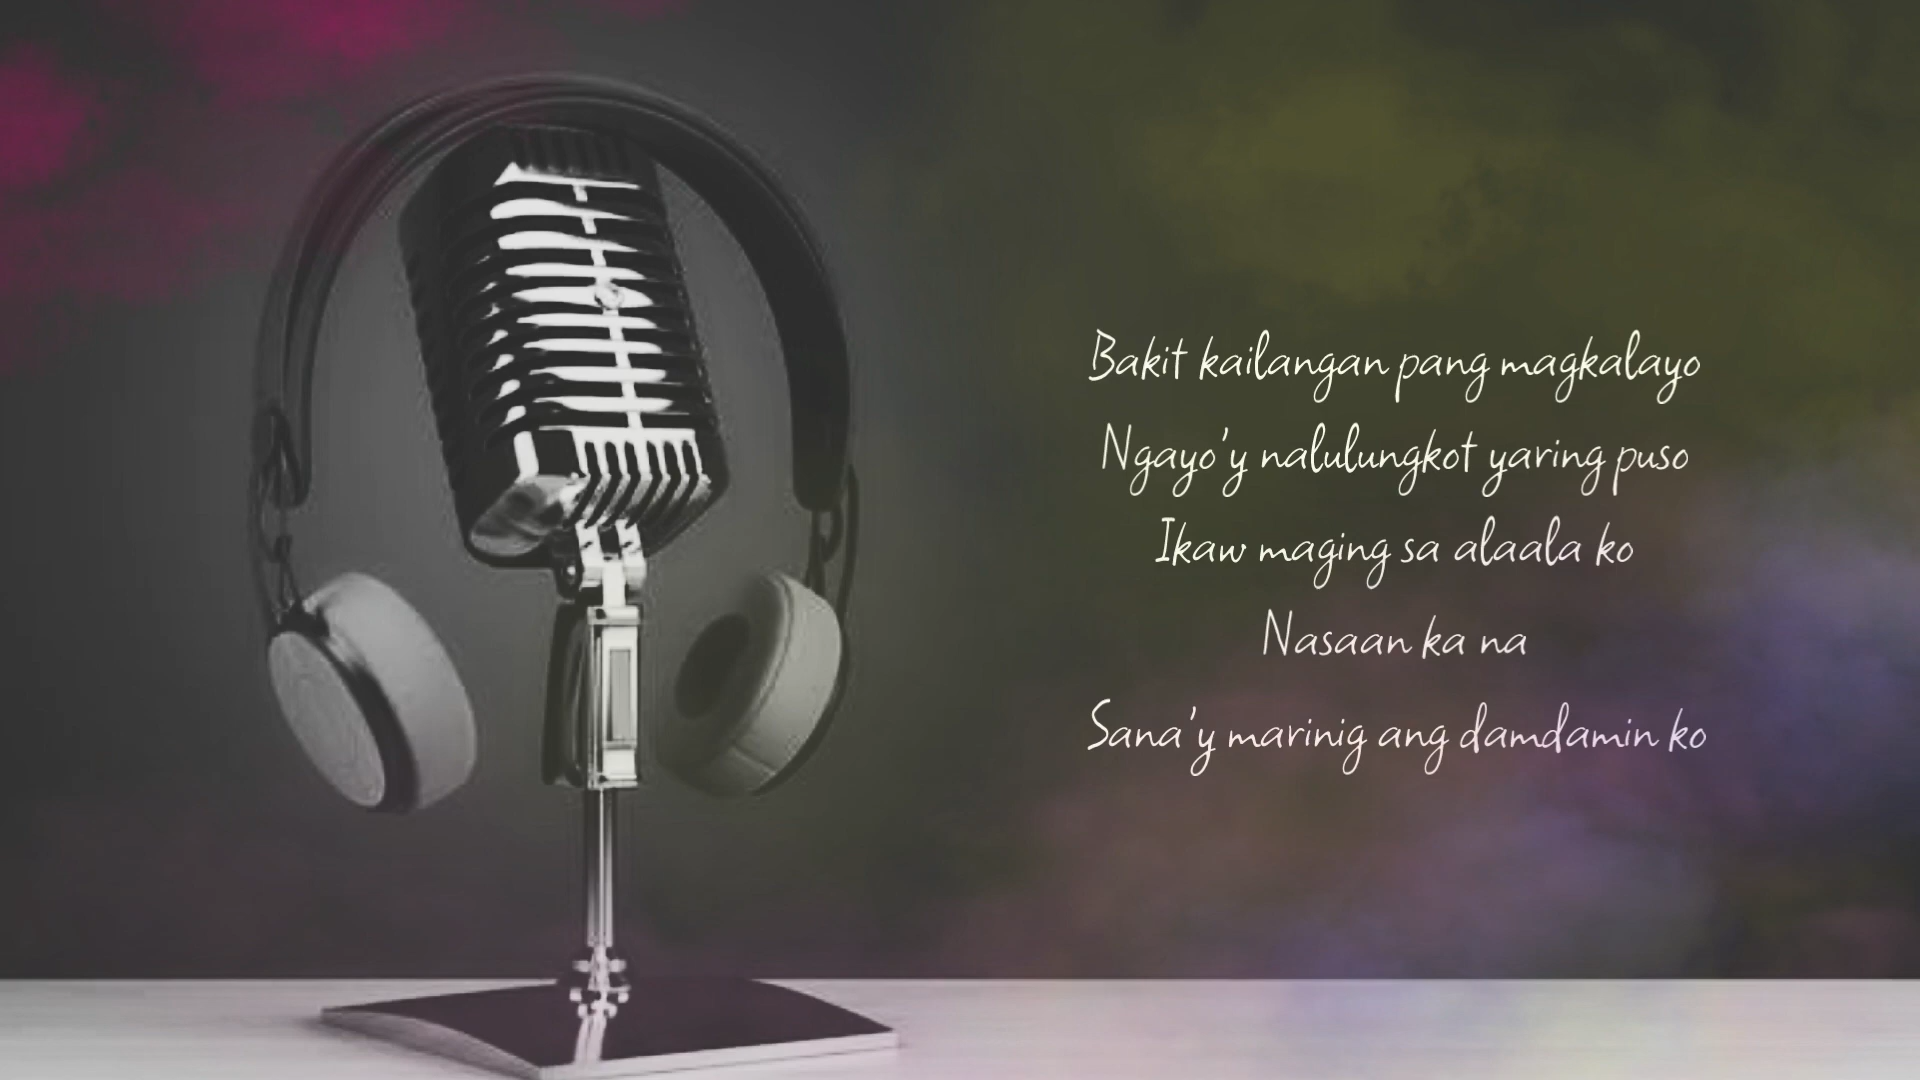 Bakit kailangan pang magkalayo
Ngayo'y nalulungkot yaring puso
Ikaw maging sa alaala ko
Nasaan ka na
Sana'y marinig ang damdamin ko